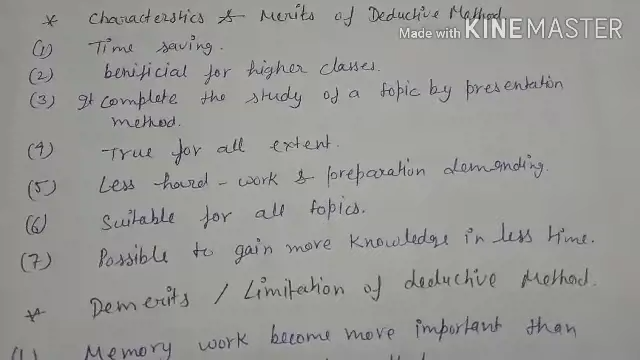 * Characterstics & Merits of Deductive Method
Made with KINEMASTER
(1) Time saving.
(2) benificial for higher classes.
(3) It complete the study of a topic by presentation
method.
(4) True for all extent.
(5) Less hard-work & preparation demanding.
(6) Suitable for all topics.
(7) Possible to gain more knowledge in less time.
* Demerits / Limitation of deductive Method.
(1) Memory work become more important than